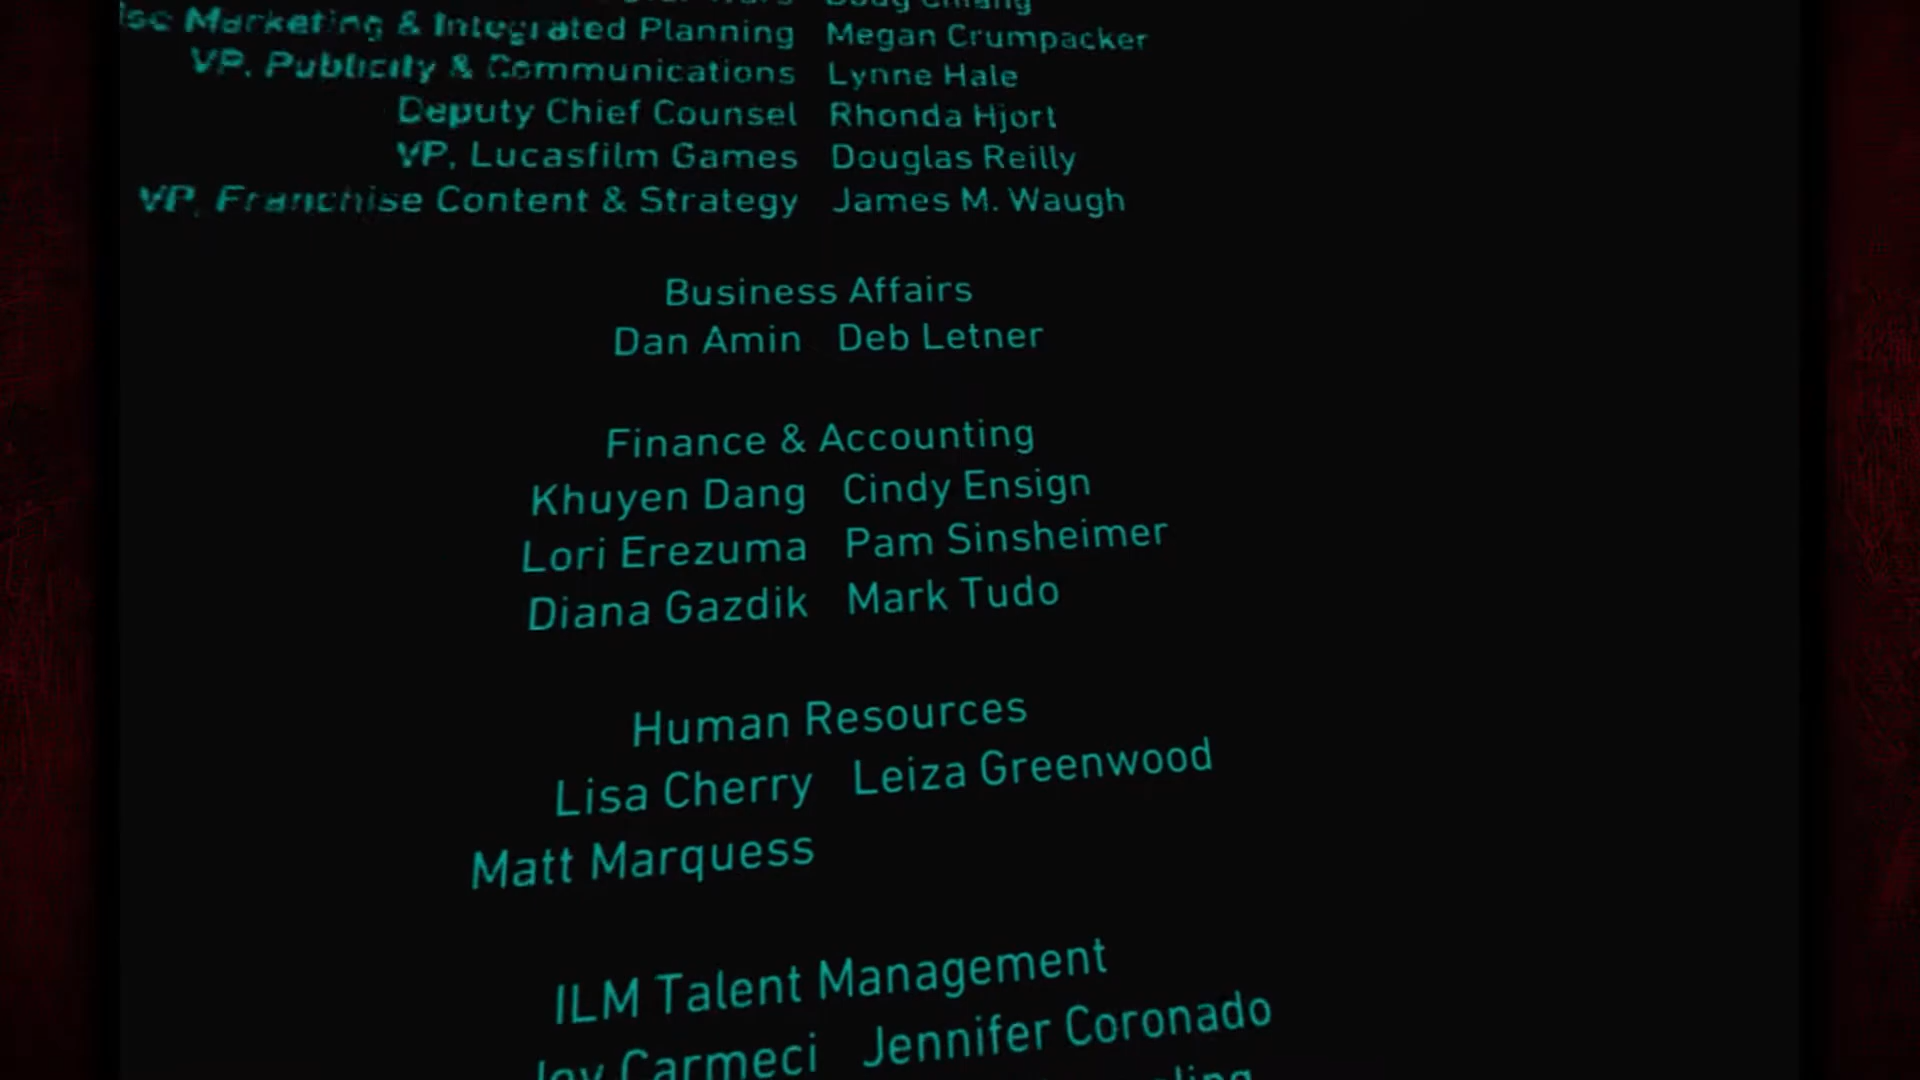 Doug Chiang
Marketing & Integrated Planning Megan Crumpacker
VP, Publicity & Communications Lynne Hale
Deputy Chief Counsel Rhonda Hjort
VP, Lucasfilm Games Douglas Reilly
VP, Franchise Content & Strategy James M. Waugh
Business Affairs
Dan Amin Deb Letner
Finance & Accounting
Khuyen Dang Cindy Ensign
Lori Erezuma Pam Sinsheimer
Diana Gazdik Mark Tudo
Human Resources
Lisa Cherry Leiza Greenwood
Matt Marquess
ILM Talent Management
Carmeci Jennifer Coronado